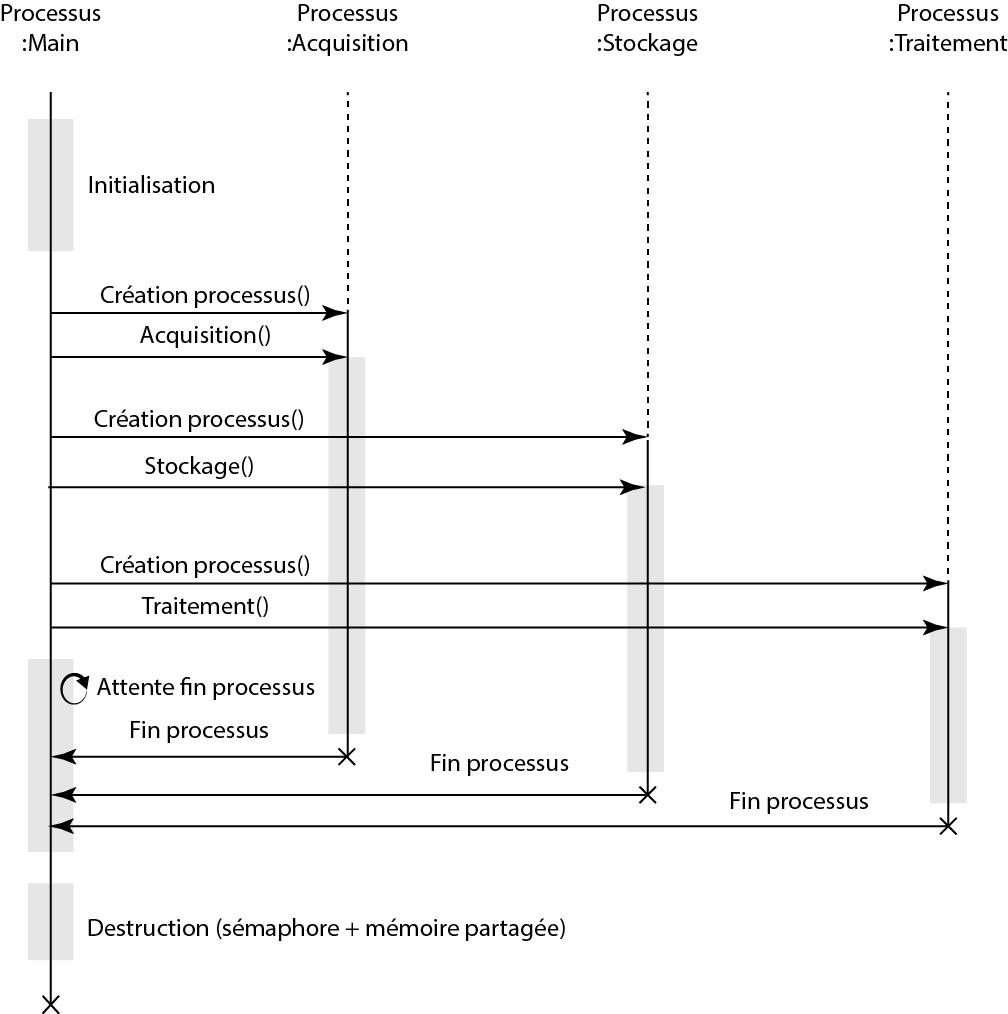 Processus
:Main
Processus
:Acquisition
Processus
:Stockage
Processus
:Traitement
Initialisation
Création processus()
Acquisition()
Création processus()
Stockage()
Création processus()
Traitement()
Attente fin processus
Fin processus
Fin processus
Fin processus
Destruction (sémaphore + mémoire partagée)